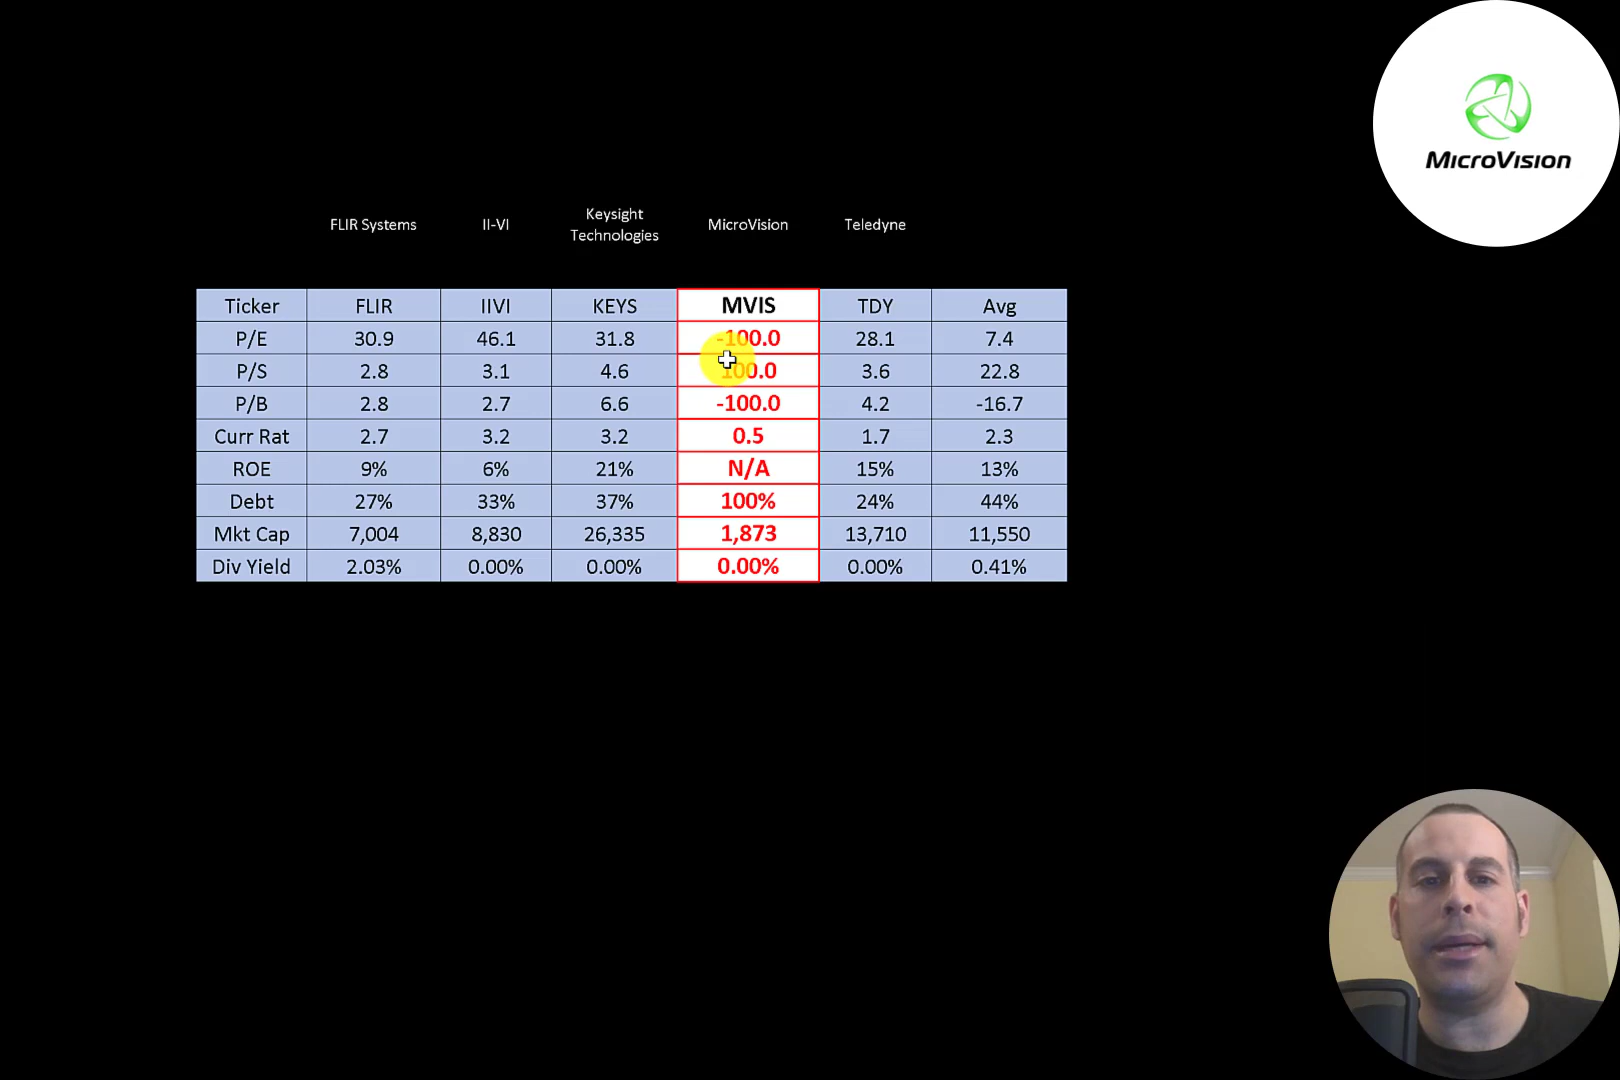 MicroVision
FLIR Systems II-VI Keysight Technologies MicroVision Teledyne
Ticker FLIR IIVI KEYS MVIS TDY Avg
P/E 30.9 46.1 31.8 -100.0 28.1 7.4
P/S 2.8 3.1 4.6 100.0 3.6 22.8
P/B 2.8 2.7 6.6 -100.0 4.2 -16.7
Curr Rat 2.7 3.2 3.2 0.5 1.7 2.3
ROE 9% 6% 21% N/A 15% 13%
Debt 27% 33% 37% 100% 24% 44%
Mkt Cap 7,004 8,830 26,335 1,873 13,710 11,550
Div Yield 2.03% 0.00% 0.00% 0.00% 0.00% 0.41%